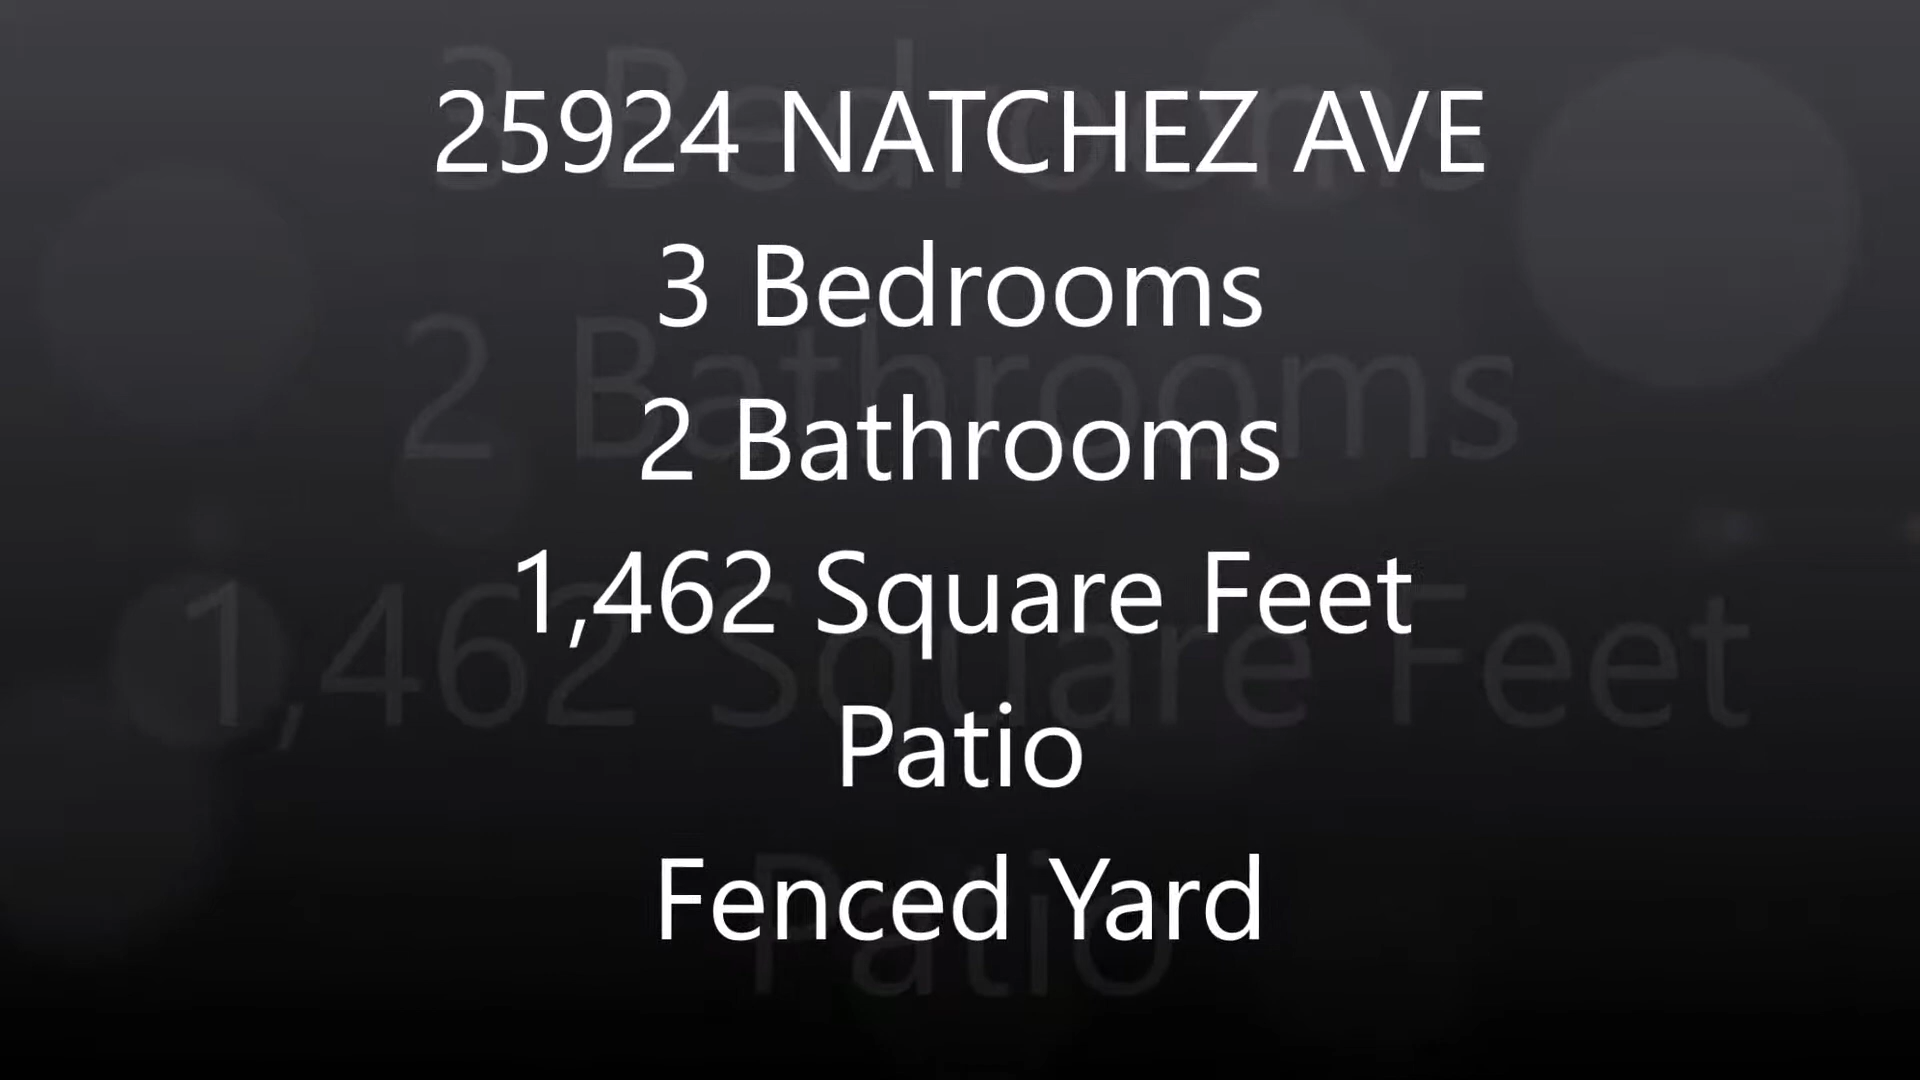 25924 NATCHEZ AVE
3 Bedrooms
2 Bathrooms
1,462 Square Feet
Patio
Fenced Yard